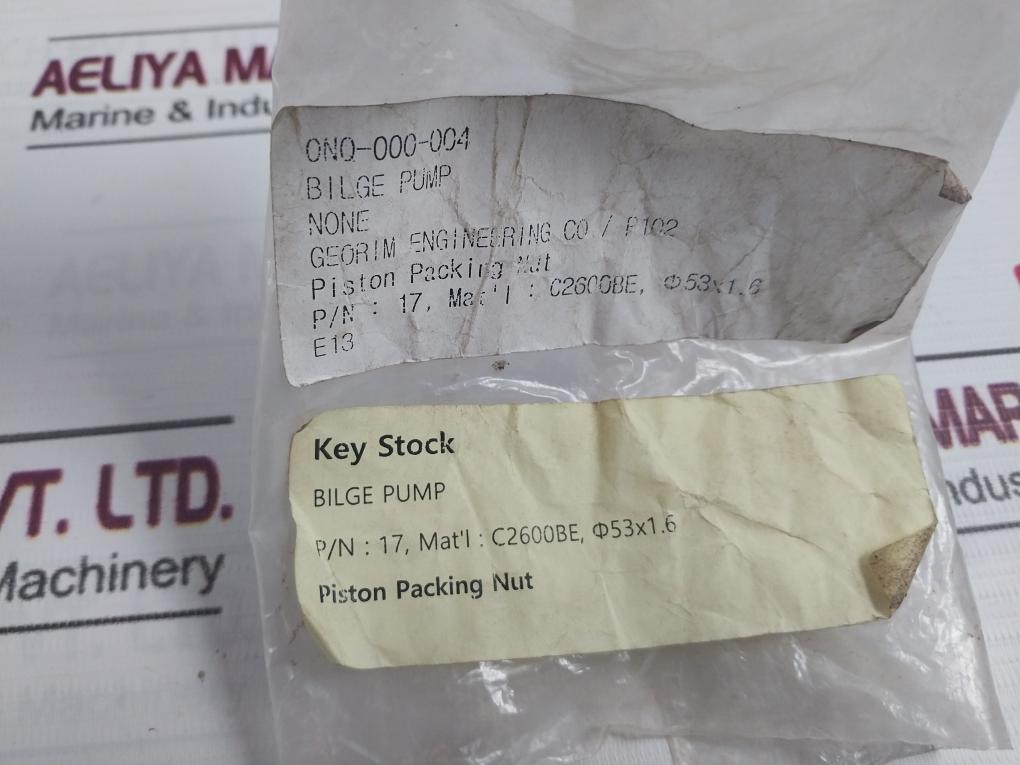 AELIYA MA
Marine & Indu
ONQ-000-004
BILGE PUMP
NONE
GEORIM ENGINEERING CO / P102
Piston Packing Nut
P/N : 17, Mat'l : C2600BE, Φ53x1.6
E13
Key Stock
BILGE PUMP
P/N : 17, Mat'l : C2600BE, Φ53x1.6
Piston Packing Nut
VT. LTD.
Machinery
MAR
ndus